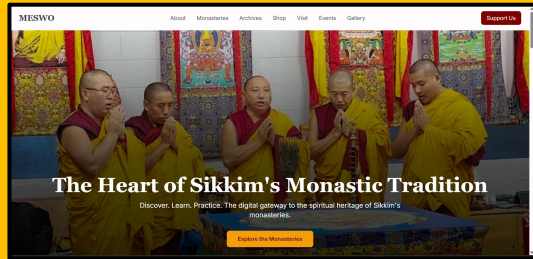 MESWO
About Monasteries Archives Shop Visit Events Gallery
Support Us
The Heart of Sikkim's Monastic Tradition
Discover. Learn. Practice. The digital gateway to the spiritual heritage of Sikkim's
monasteries.
Explore the Monasteries